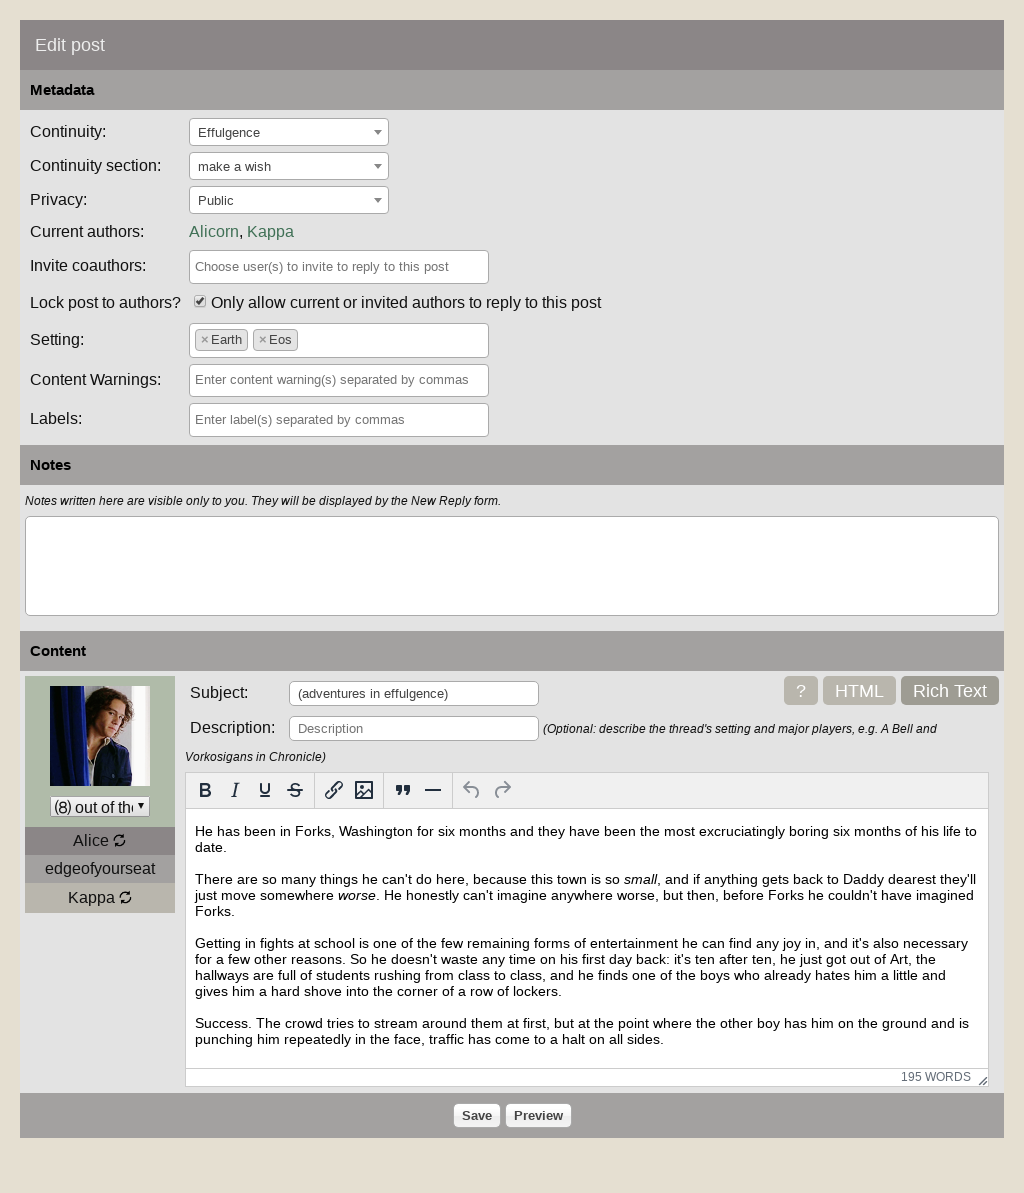 Edit post
Metadata
Continuity: Effulgence
Continuity section: make a wish
Privacy: Public
Current authors: Alicorn, Kappa
Invite coauthors: Choose user(s) to invite to reply to this post
Lock post to authors? Only allow current or invited authors to reply to this post
Setting: × Earth × Eos
Content Warnings: Enter content warning(s) separated by commas
Labels: Enter label(s) separated by commas
Notes
Notes written here are visible only to you. They will be displayed by the New Reply form.
Content
(8) out of the
Alice
edgeofyourseat
Kappa
Subject: (adventures in effulgence) ? HTML Rich Text
Description: Description (Optional: describe the thread's setting and major players, e.g. A Bell and
Vorkosigans in Chronicle)
B I U S
He has been in Forks, Washington for six months and they have been the most excruciatingly boring six months of his life to
date.
There are so many things he can't do here, because this town is so small, and if anything gets back to Daddy dearest they'll
just move somewhere worse. He honestly can't imagine anywhere worse, but then, before Forks he couldn't have imagined
Forks.
Getting in fights at school is one of the few remaining forms of entertainment he can find any joy in, and it's also necessary
for a few other reasons. So he doesn't waste any time on his first day back: it's ten after ten, he just got out of Art, the
hallways are full of students rushing from class to class, and he finds one of the boys who already hates him a little and
gives him a hard shove into the corner of a row of lockers.
Success. The crowd tries to stream around them at first, but at the point where the other boy has him on the ground and is
punching him repeatedly in the face, traffic has come to a halt on all sides.
195 WORDS
Save Preview